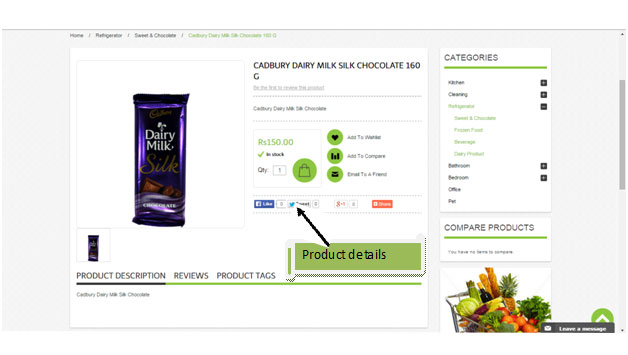 Home / Refrigerator / Sweet & Chocolate / Cadbury Dairy Milk Silk Chocolate 160 G
CADBURY DAIRY MILK SILK CHOCOLATE 160
G
Be the first to review this product
Cadbury Dairy Milk Silk Chocolate
Cadbury
Dairy
Milk
Silk
CHOCOLATE
Rs150.00
In stock
Qty: 1
Add To Wishlist
Add To Compare
Email To A Friend
Like 0 Tweet 0 +1 0 Share
Product details
PRODUCT DESCRIPTION REVIEWS PRODUCT TAGS
Cadbury Dairy Milk Silk Chocolate
CATEGORIES
Kitchen
Cleaning
Refrigerator
Sweet & Chocolate
Frozen Food
Beverage
Dairy Product
Bathroom
Bedroom
Office
Pet
COMPARE PRODUCTS
You have no items to compare.
Leave a message